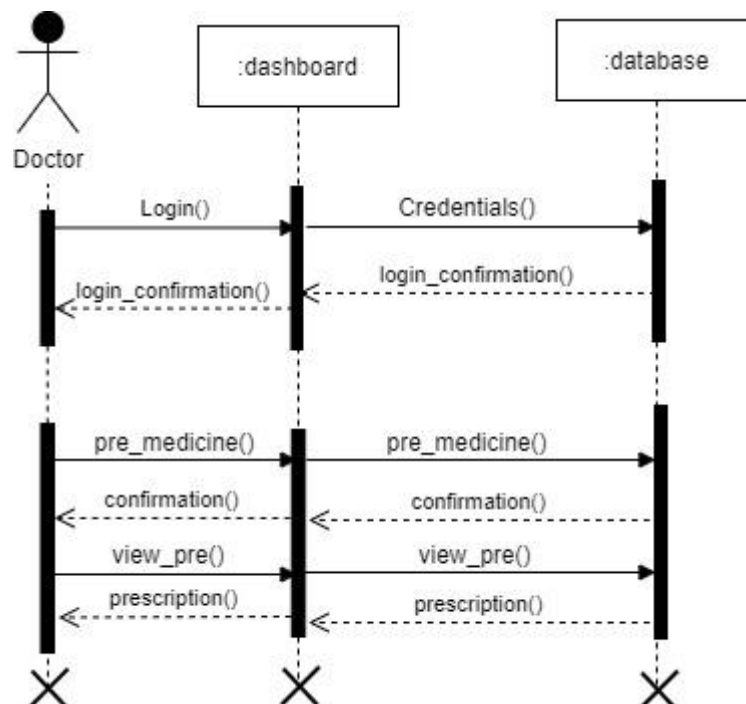 :dashboard
:database
Doctor
Login()
Credentials()
login_confirmation()
login_confirmation()
pre_medicine()
pre_medicine()
confirmation()
confirmation()
view_pre()
view_pre()
prescription()
prescription()